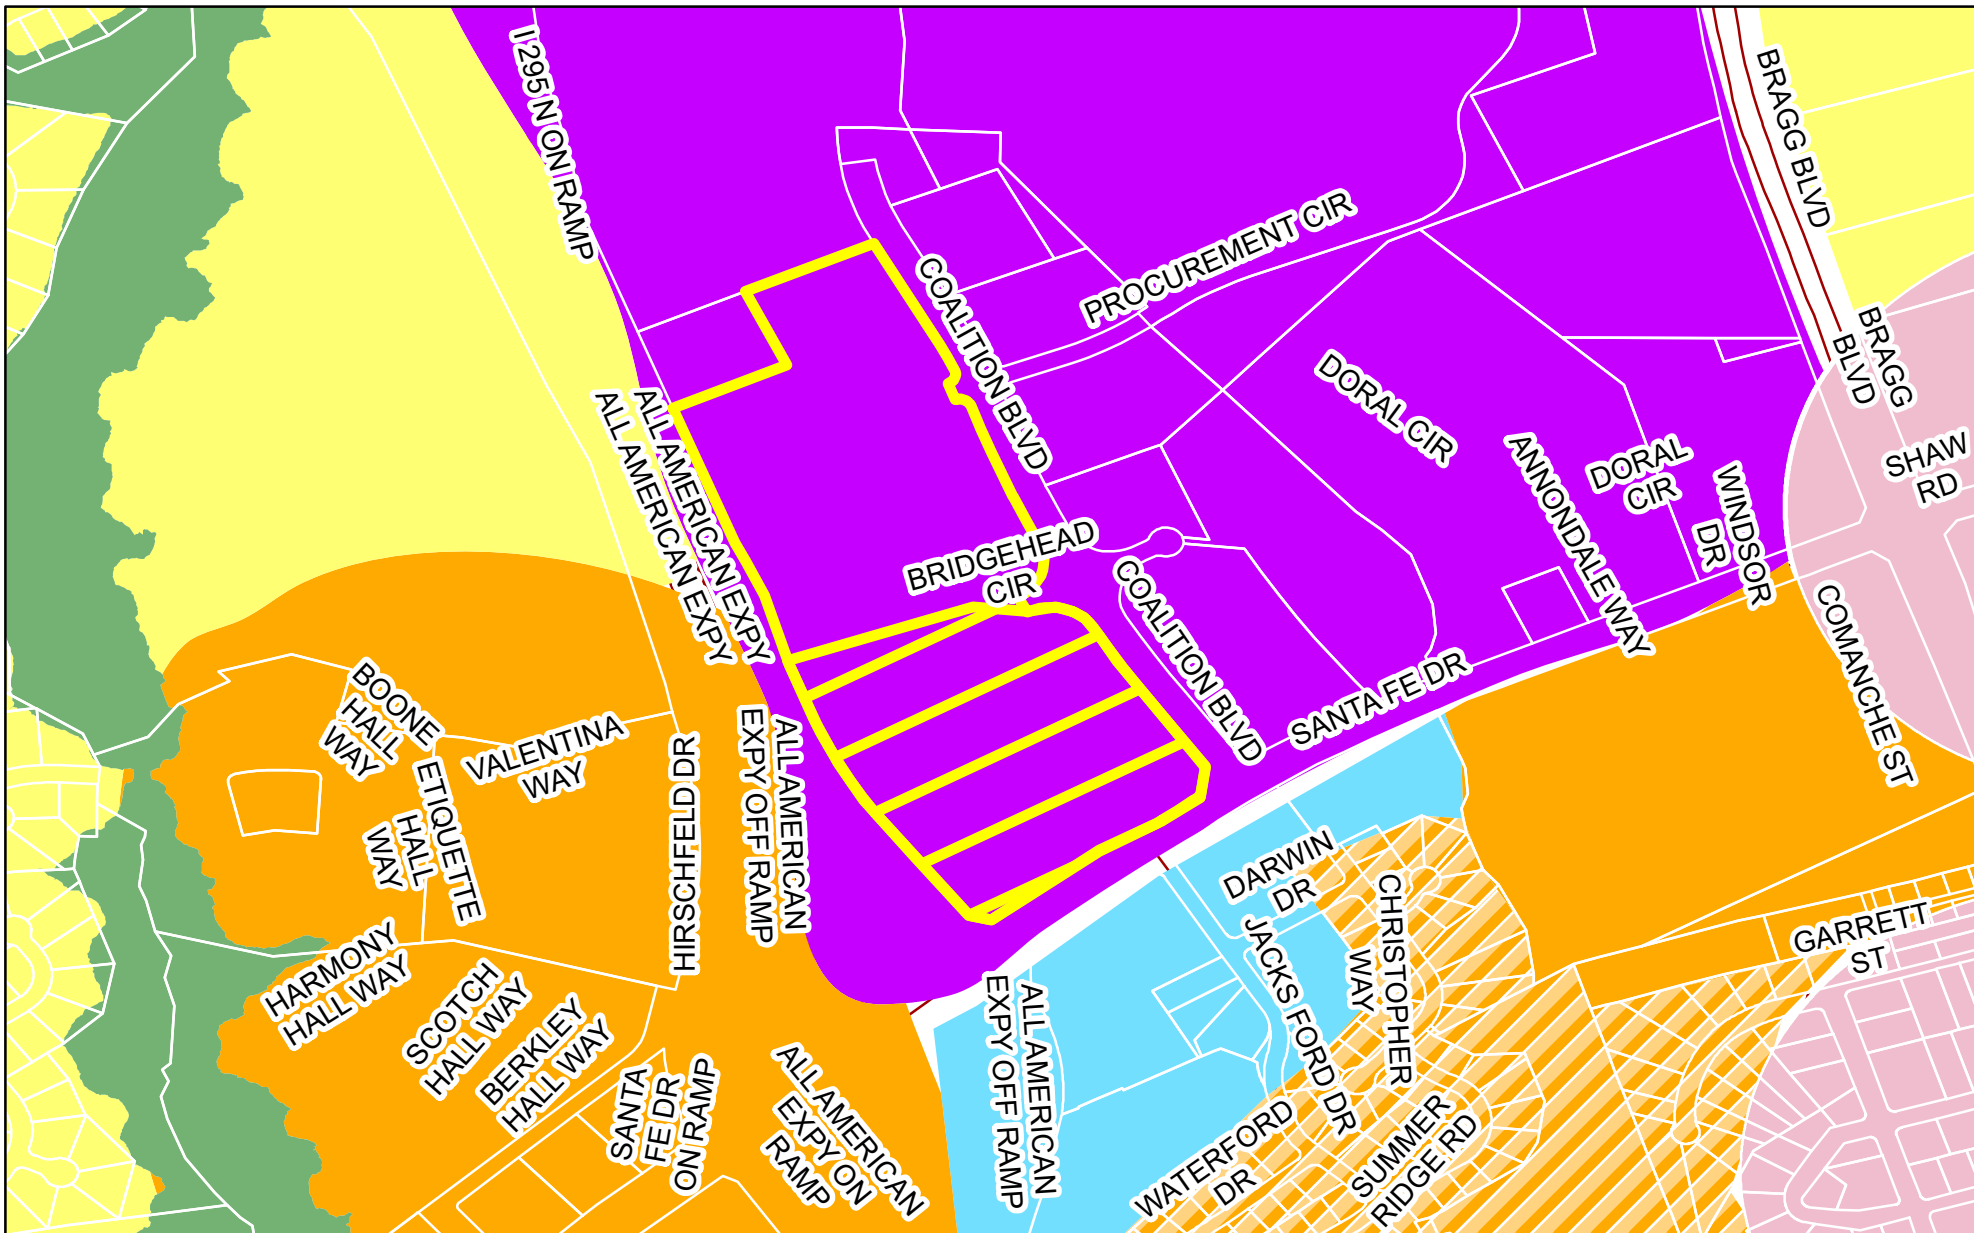 I 295 N ON RAMP
BRAGG BLVD
PROCUREMENT CIR
COALITION BLVD
BRAGG
BLVD
DORAL CIR
ALL AMERICAN EXPY
ALL AMERICAN EXPY
SHAW
RD
ANNONDALE WAY
DORAL
CIR
WINDSOR
DR
BRIDGEHEAD
CIR
COALITION BLVD
COMANCHE ST
SANTA FE DR
BOONE
HALL
WAY
VALENTINA
WAY
ETIQUETTE
HALL
WAY
HIRSCHFIELD DR
ALL AMERICAN
EXPY OFF RAMP
DARWIN
DR
CHRISTOPHER
WAY
GARRETT
ST
JACKS FORD DR
HARMONY
HALL WAY
SCOTCH
HALL WAY
BERKLEY
HALL WAY
ALL AMERICAN
EXPY OFF RAMP
SANTA
FE DR
ON RAMP
ALL AMERICAN
EXPY ON
RAMP
WATERFORD
DR
SUMMER
RIDGE RD